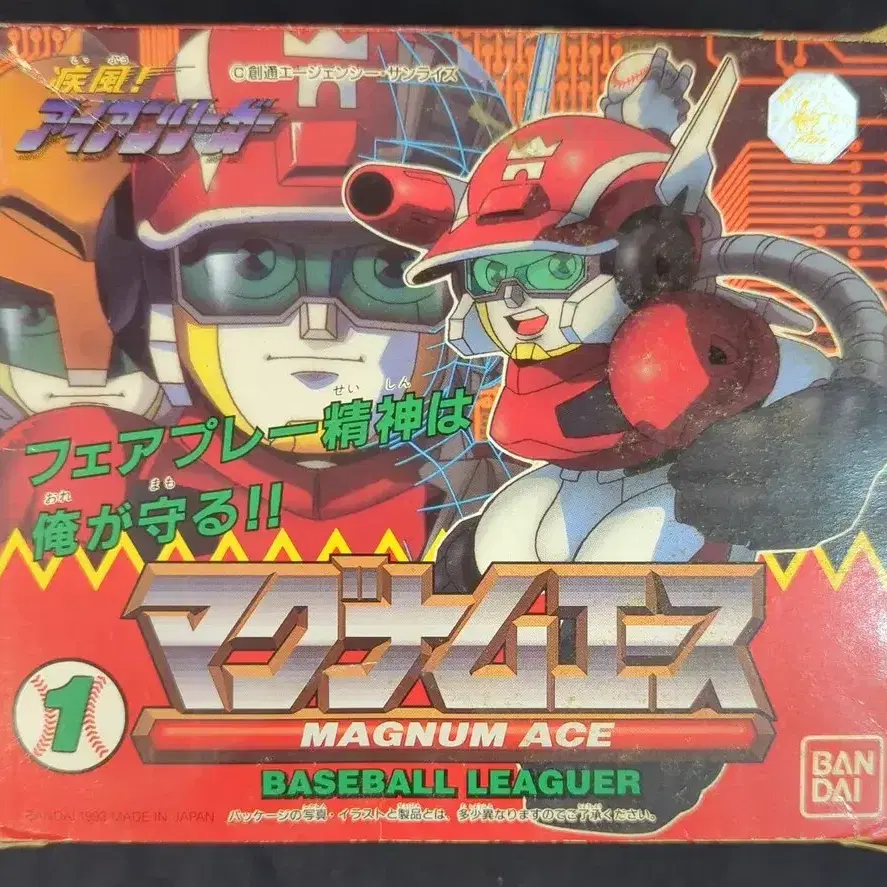 疾風!
アイアンリーガー
©創通エージェンシー・サンライズ
フェアプレー精神は
俺が守る!!
マグナムエース
MAGNUM ACE
BASEBALL LEAGUER
1
BANDAI 1993 MADE IN JAPAN
パッケージの写真・イラストと製品とは、多少異なりますのでご了承ください。
BAN
DAI